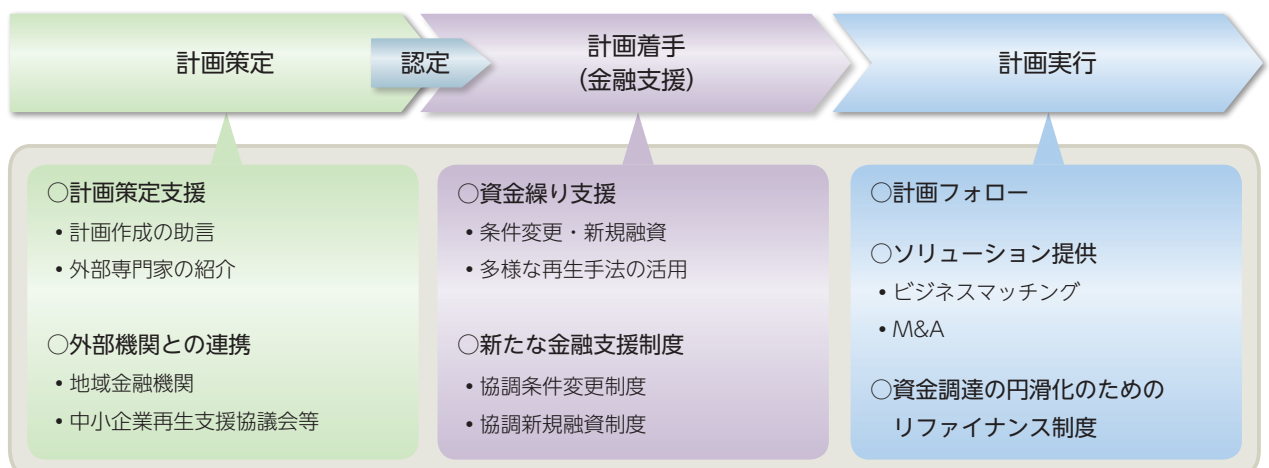 計画策定
認定
計画着手
(金融支援)
計画実行
○計画策定支援
•計画作成の助言
•外部専門家の紹介
○外部機関との連携
•地域金融機関
•中小企業再生支援協議会等
○資金繰り支援
•条件変更・新規融資
•多様な再生手法の活用
○新たな金融支援制度
•協調条件変更制度
•協調新規融資制度
○計画フォロー
○ソリューション提供
•ビジネスマッチング
•M&A
○資金調達の円滑化のための
リファイナンス制度